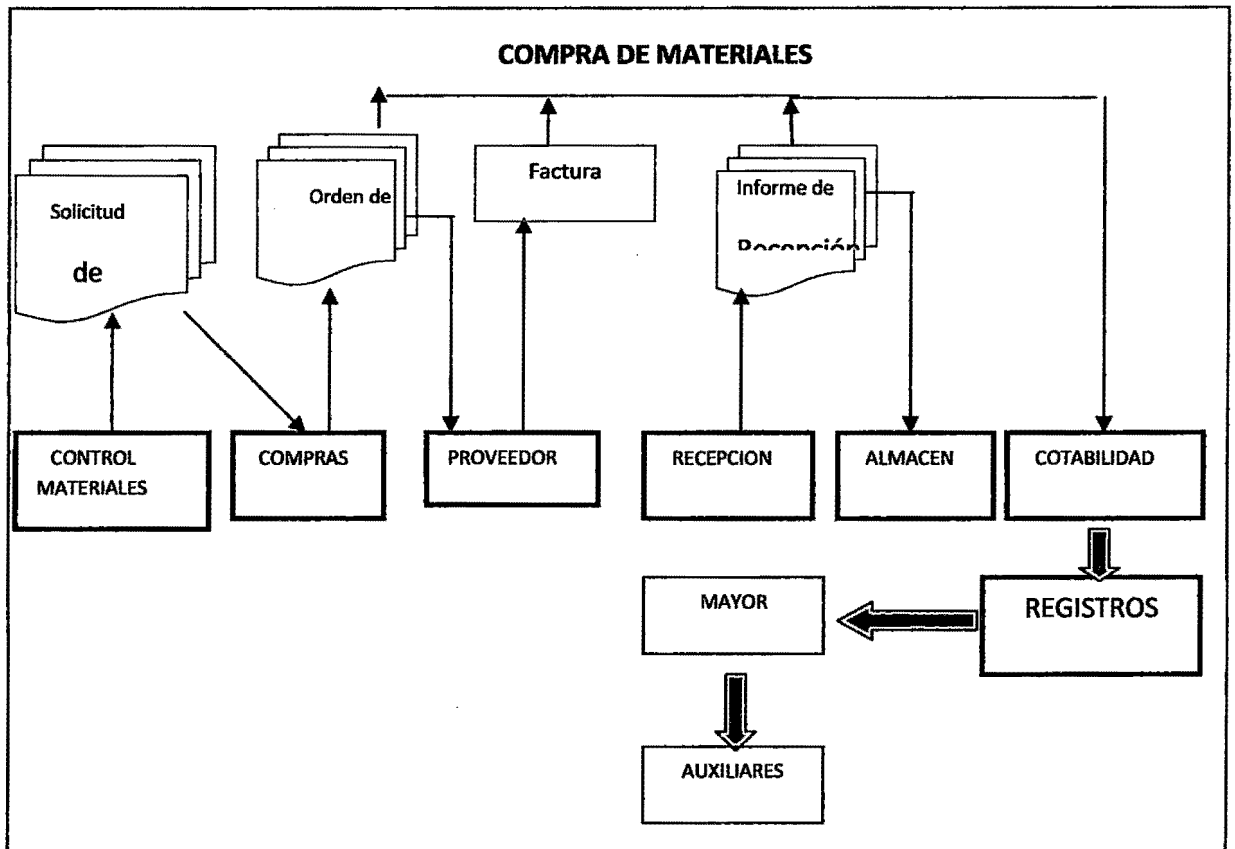 COMPRA DE MATERIALES
Solicitud
de
Orden de
Factura
Informe de
Recepción
CONTROL
MATERIALES
COMPRAS
PROVEEDOR
RECEPCION
ALMACEN
COTABILIDAD
MAYOR
REGISTROS
AUXILIARES